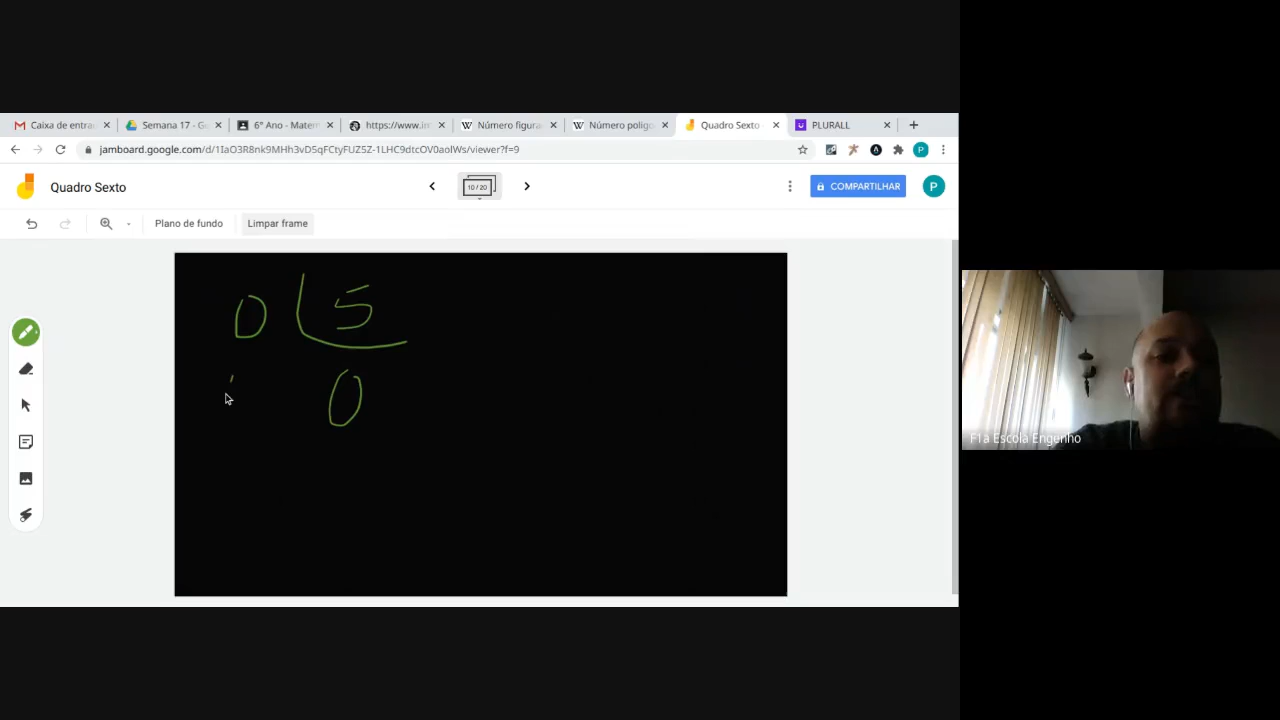 Caixa de entra
Semana 17 - G
6º Ano - Matem
https://www.in
Número figura
Número polígo
Quadro Sexto
PLURALL
jamboard.google.com/d/1IaO3R8nk9MHh3vDSqFCtyFUZ5Z-1LHC9dtcOV0aolWs/viewer?f=9
P
Quadro Sexto
10 / 20
COMPARTILHAR
P
Plano de fundo
Limpar frame
0 5
0
F1a Escola Engenho